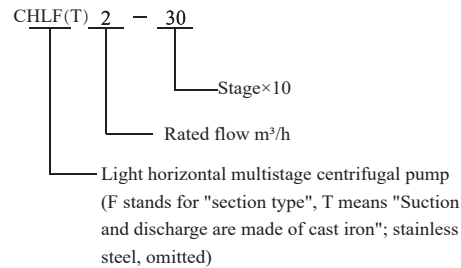 CHLF(T) 2 - 30
Stage×10
Rated flow m³/h
Light horizontal multistage centrifugal pump
(F stands for "section type", T means "Suction
and discharge are made of cast iron"; stainless
steel, omitted)